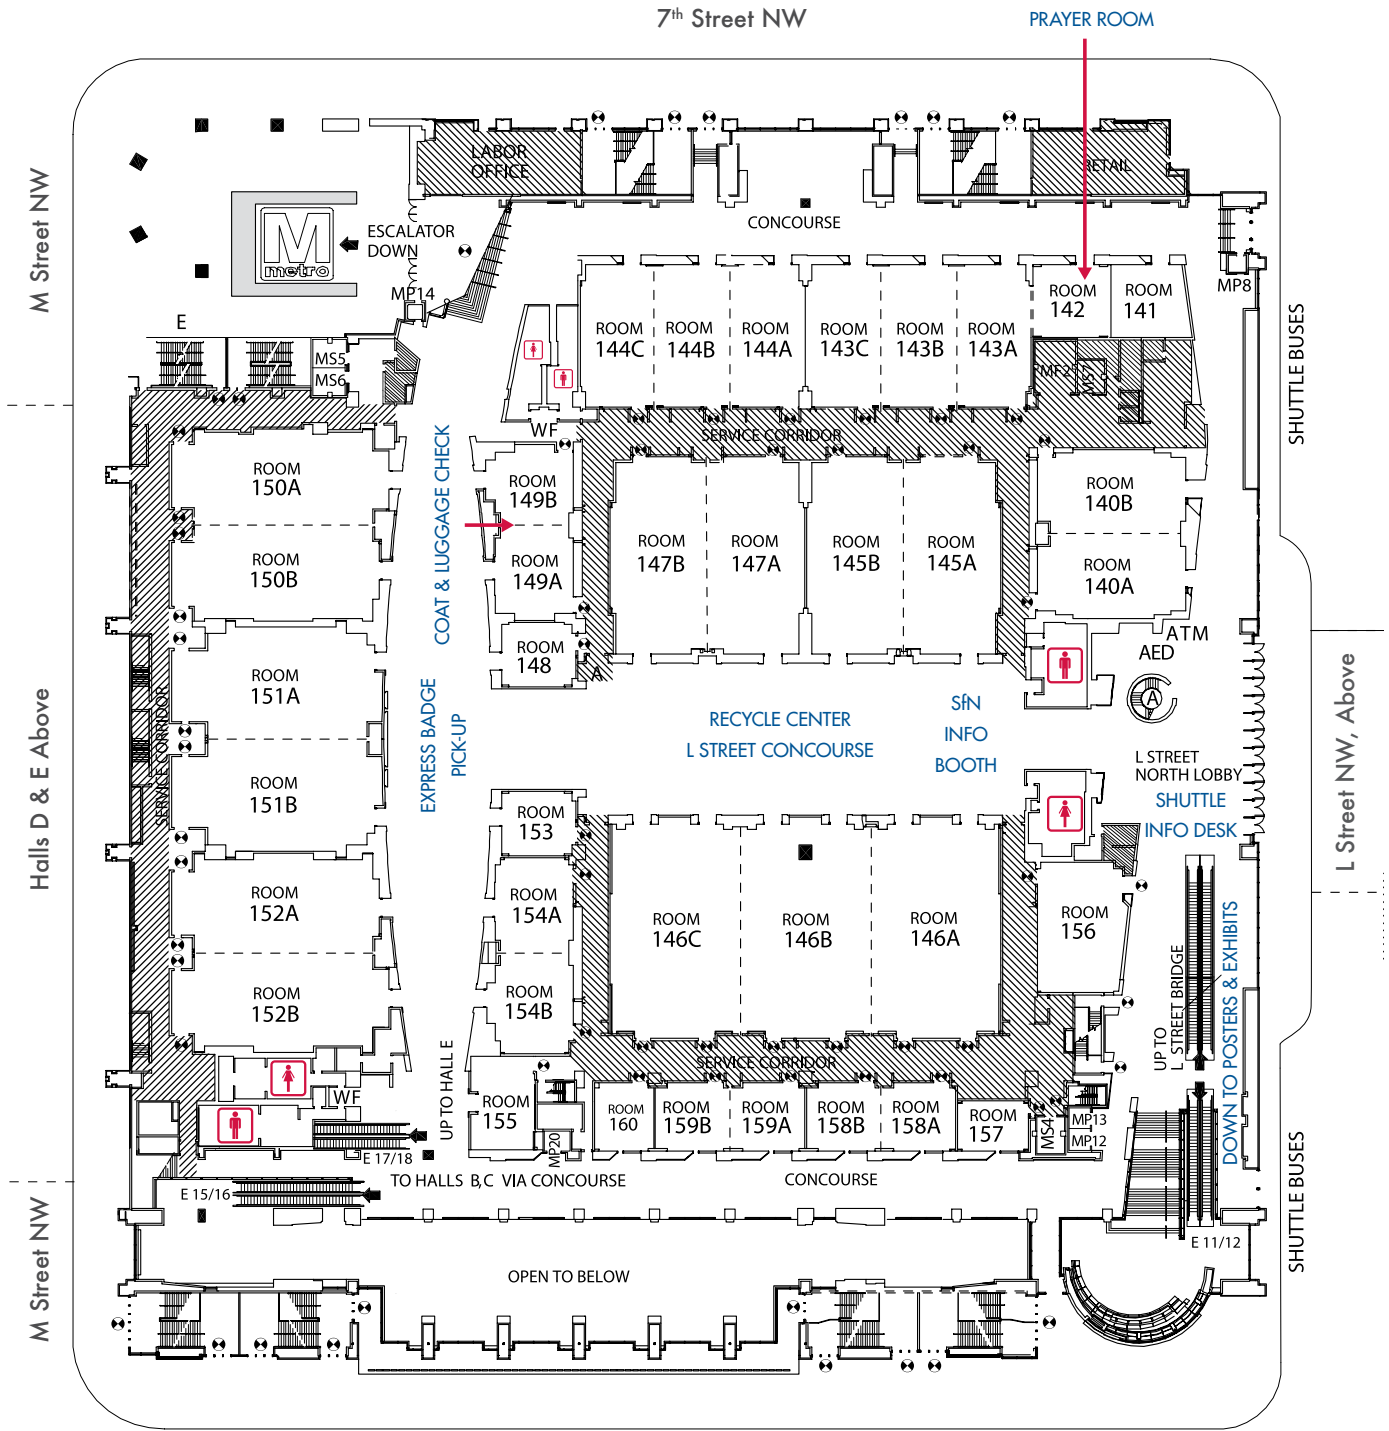 7th Street NW
PRAYER ROOM
M Street NW
LABOR
OFFICE
RETAIL
CONCOURSE
M
metro
ESCALATOR
DOWN
MP14
MP8
SHUTTLE BUSES
E
MS5
MS6
ROOM
144C
ROOM
144B
ROOM
144A
ROOM
143C
ROOM
143B
ROOM
143A
ROOM
142
ROOM
141
MS7
WF
SERVICE CORRIDOR
COAT & LUGGAGE CHECK
ROOM
150A
ROOM
150B
ROOM
149B
ROOM
149A
ROOM
147B
ROOM
147A
ROOM
145B
ROOM
145A
ROOM
140B
ROOM
140A
ROOM
148
A
ATM
AED
A
Halls D & E Above
SERVICE CORRIDOR
ROOM
151A
ROOM
151B
EXPRESS BADGE
PICK-UP
RECYCLE CENTER
L STREET CONCOURSE
SfN
INFO
BOOTH
L STREET
NORTH LOBBY
SHUTTLE
INFO DESK
L Street NW, Above
ROOM
153
ROOM
152A
ROOM
152B
ROOM
154A
ROOM
154B
ROOM
146C
ROOM
146B
ROOM
146A
ROOM
156
UP TO
L STREET BRIDGE
DOWN TO POSTERS & EXHIBITS
SERVICE CORRIDOR
UP TO HALL E
WF
ROOM
155
MP20
ROOM
160
ROOM
159B
ROOM
159A
ROOM
158B
ROOM
158A
ROOM
157
MS4
MP13
MP12
E 17/18
E 15/16
TO HALLS B,C VIA CONCOURSE
CONCOURSE
SHUTTLE BUSES
M Street NW
E 11/12
OPEN TO BELOW